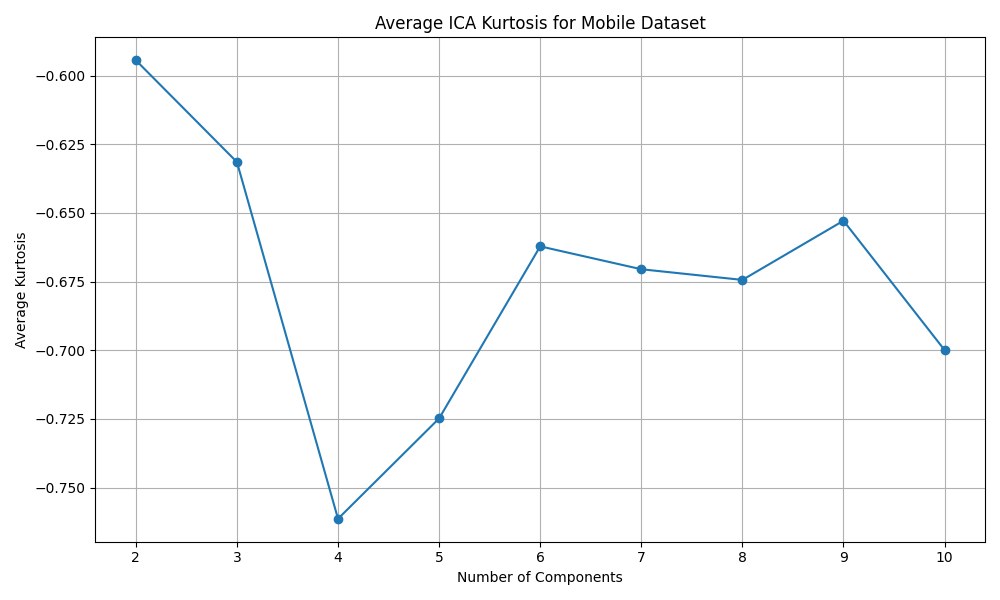 Average ICA Kurtosis for Mobile Dataset
Average Kurtosis
−0.600
−0.625
−0.650
−0.675
−0.700
−0.725
−0.750
2 3 4 5 6 7 8 9 10
Number of Components